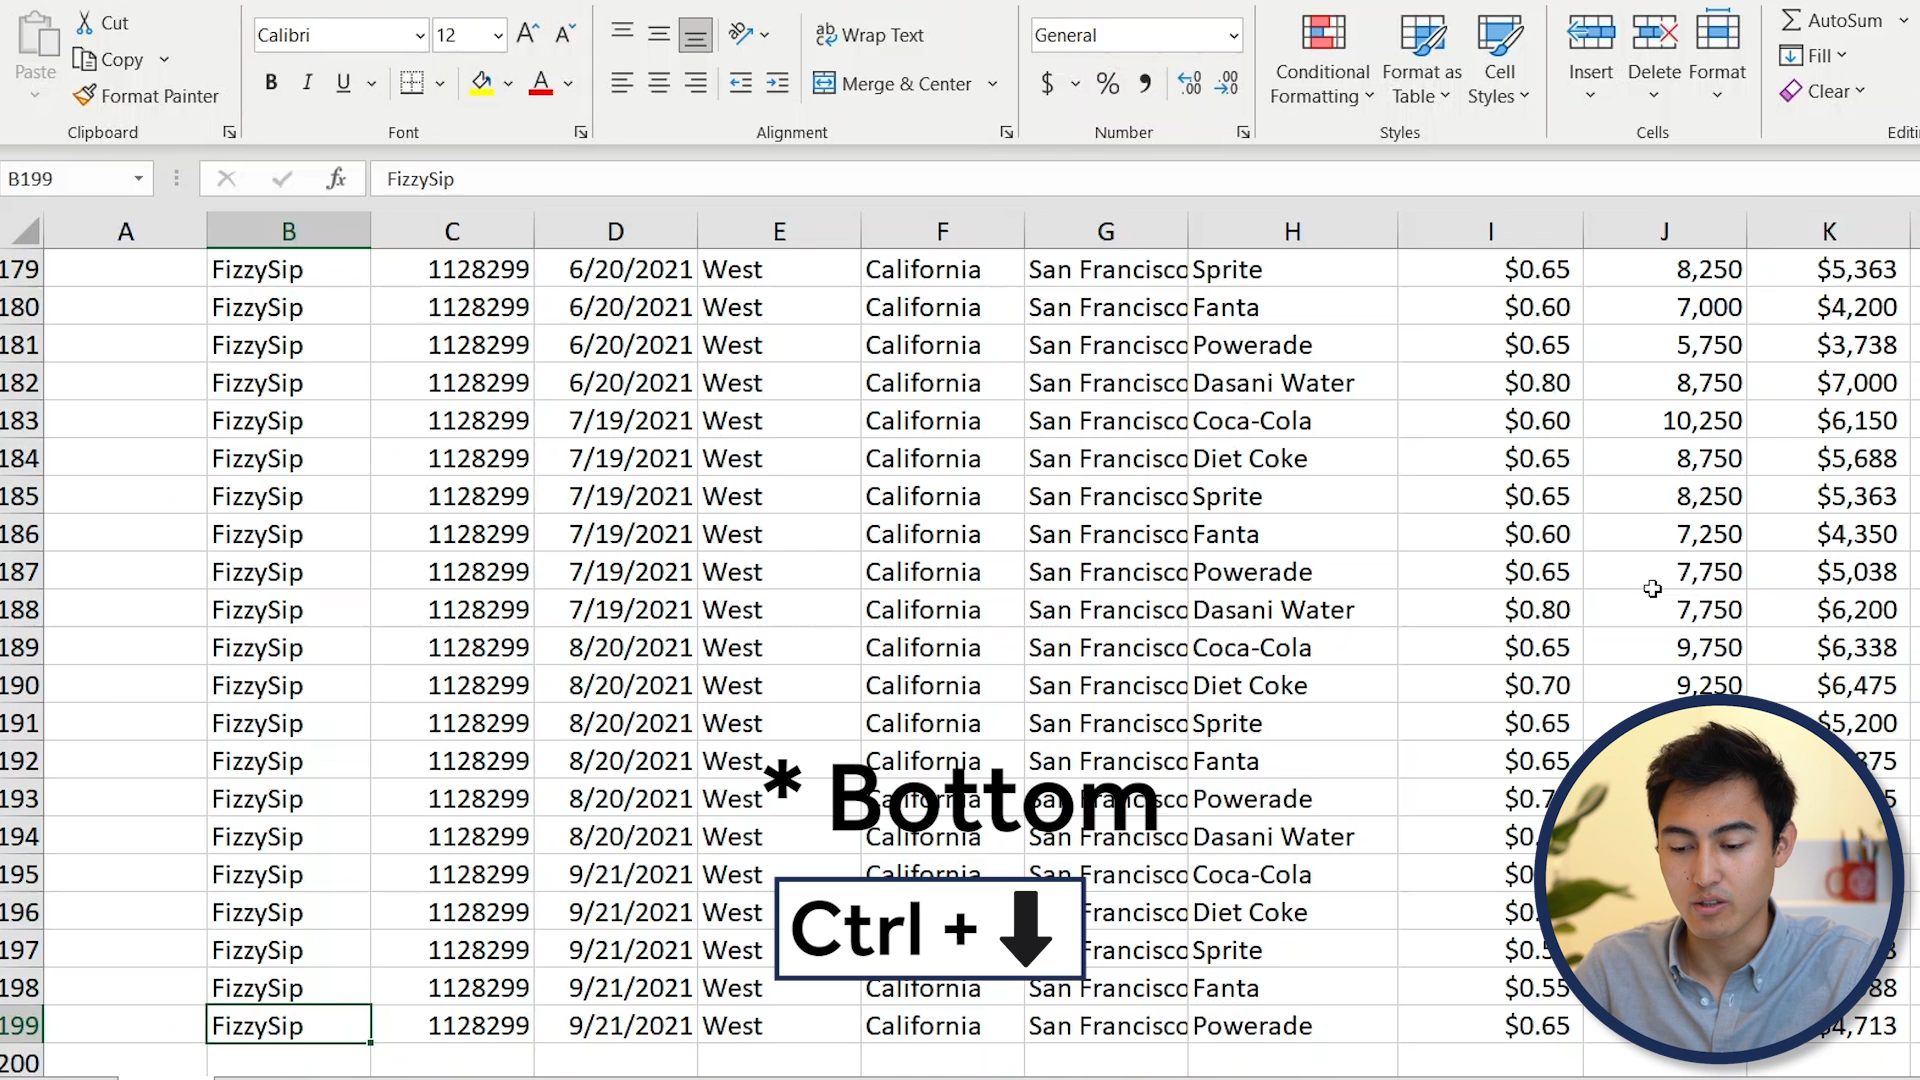 Cut
Calibri 12
Wrap Text
General
AutoSum
Paste
Copy
Format Painter
B I U
A
Merge & Center
$ % ,
Conditional Formatting
Format as Table
Cell Styles
Insert
Delete
Format
Fill
Clear
Clipboard
Font
Alignment
Number
Styles
Cells
B199
fx
FizzySip
A B C D E F G H I J K
179 FizzySip 1128299 6/20/2021 West California San Francisco Sprite $0.65 8,250 $5,363
180 FizzySip 1128299 6/20/2021 West California San Francisco Fanta $0.60 7,000 $4,200
181 FizzySip 1128299 6/20/2021 West California San Francisco Powerade $0.65 5,750 $3,738
182 FizzySip 1128299 6/20/2021 West California San Francisco Dasani Water $0.80 8,750 $7,000
183 FizzySip 1128299 7/19/2021 West California San Francisco Coca-Cola $0.60 10,250 $6,150
184 FizzySip 1128299 7/19/2021 West California San Francisco Diet Coke $0.65 8,750 $5,688
185 FizzySip 1128299 7/19/2021 West California San Francisco Sprite $0.65 8,250 $5,363
186 FizzySip 1128299 7/19/2021 West California San Francisco Fanta $0.60 7,250 $4,350
187 FizzySip 1128299 7/19/2021 West California San Francisco Powerade $0.65 7,750 $5,038
188 FizzySip 1128299 7/19/2021 West California San Francisco Dasani Water $0.80 7,750 $6,200
189 FizzySip 1128299 8/20/2021 West California San Francisco Coca-Cola $0.65 9,750 $6,338
190 FizzySip 1128299 8/20/2021 West California San Francisco Diet Coke $0.70 9,250 $6,475
191 FizzySip 1128299 8/20/2021 West California San Francisco Sprite $0.65 $5,200
192 FizzySip 1128299 8/20/2021 West California San Francisco Fanta $0.65
193 FizzySip 1128299 8/20/2021 West California Powerade
194 FizzySip 1128299 8/20/2021 West California San Francisco Dasani Water
195 FizzySip 1128299 9/21/2021 West California San Francisco Coca-Cola
196 FizzySip 1128299 9/21/2021 West Francisco Diet Coke
197 FizzySip 1128299 9/21/2021 West Francisco Sprite
198 FizzySip 1128299 9/21/2021 West California San Francisco Fanta $0.55
199 FizzySip 1128299 9/21/2021 West California San Francisco Powerade $0.65 $4,713
200
* Bottom
Ctrl +